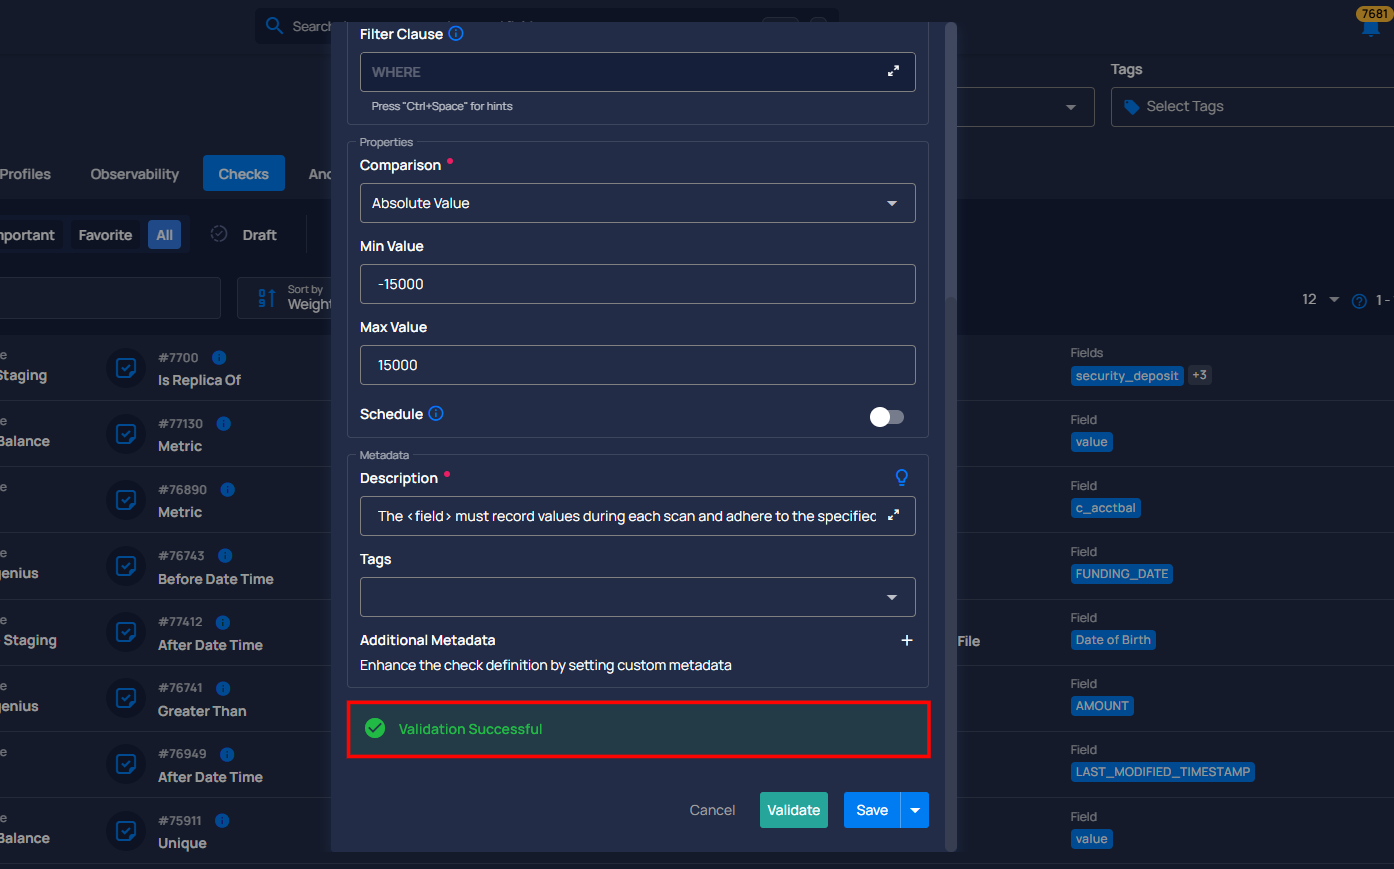 7681
Search
Tags
Select Tags
Profiles
Observability
Checks
Favorite
All
Draft
Sort by
Weight
12
1 -
Filter Clause
WHERE
Press "Ctrl+Space" for hints
Properties
Comparison
Absolute Value
Min Value
-15000
Max Value
15000
Schedule
Metadata
Description
The <field> must record values during each scan and adhere to the specified
Tags
Additional Metadata
Enhance the check definition by setting custom metadata
Validation Successful
Cancel
Validate
Save
Staging
#7700
Is Replica Of
Fields
security_deposit +3
Balance
#77130
Metric
Field
value
#76890
Metric
Field
c_acctbal
genius
#76743
Before Date Time
Field
FUNDING_DATE
Staging
#77412
After Date Time
File
Field
Date of Birth
genius
#76741
Greater Than
Field
AMOUNT
#76949
After Date Time
Field
LAST_MODIFIED_TIMESTAMP
Balance
#75911
Unique
Field
value